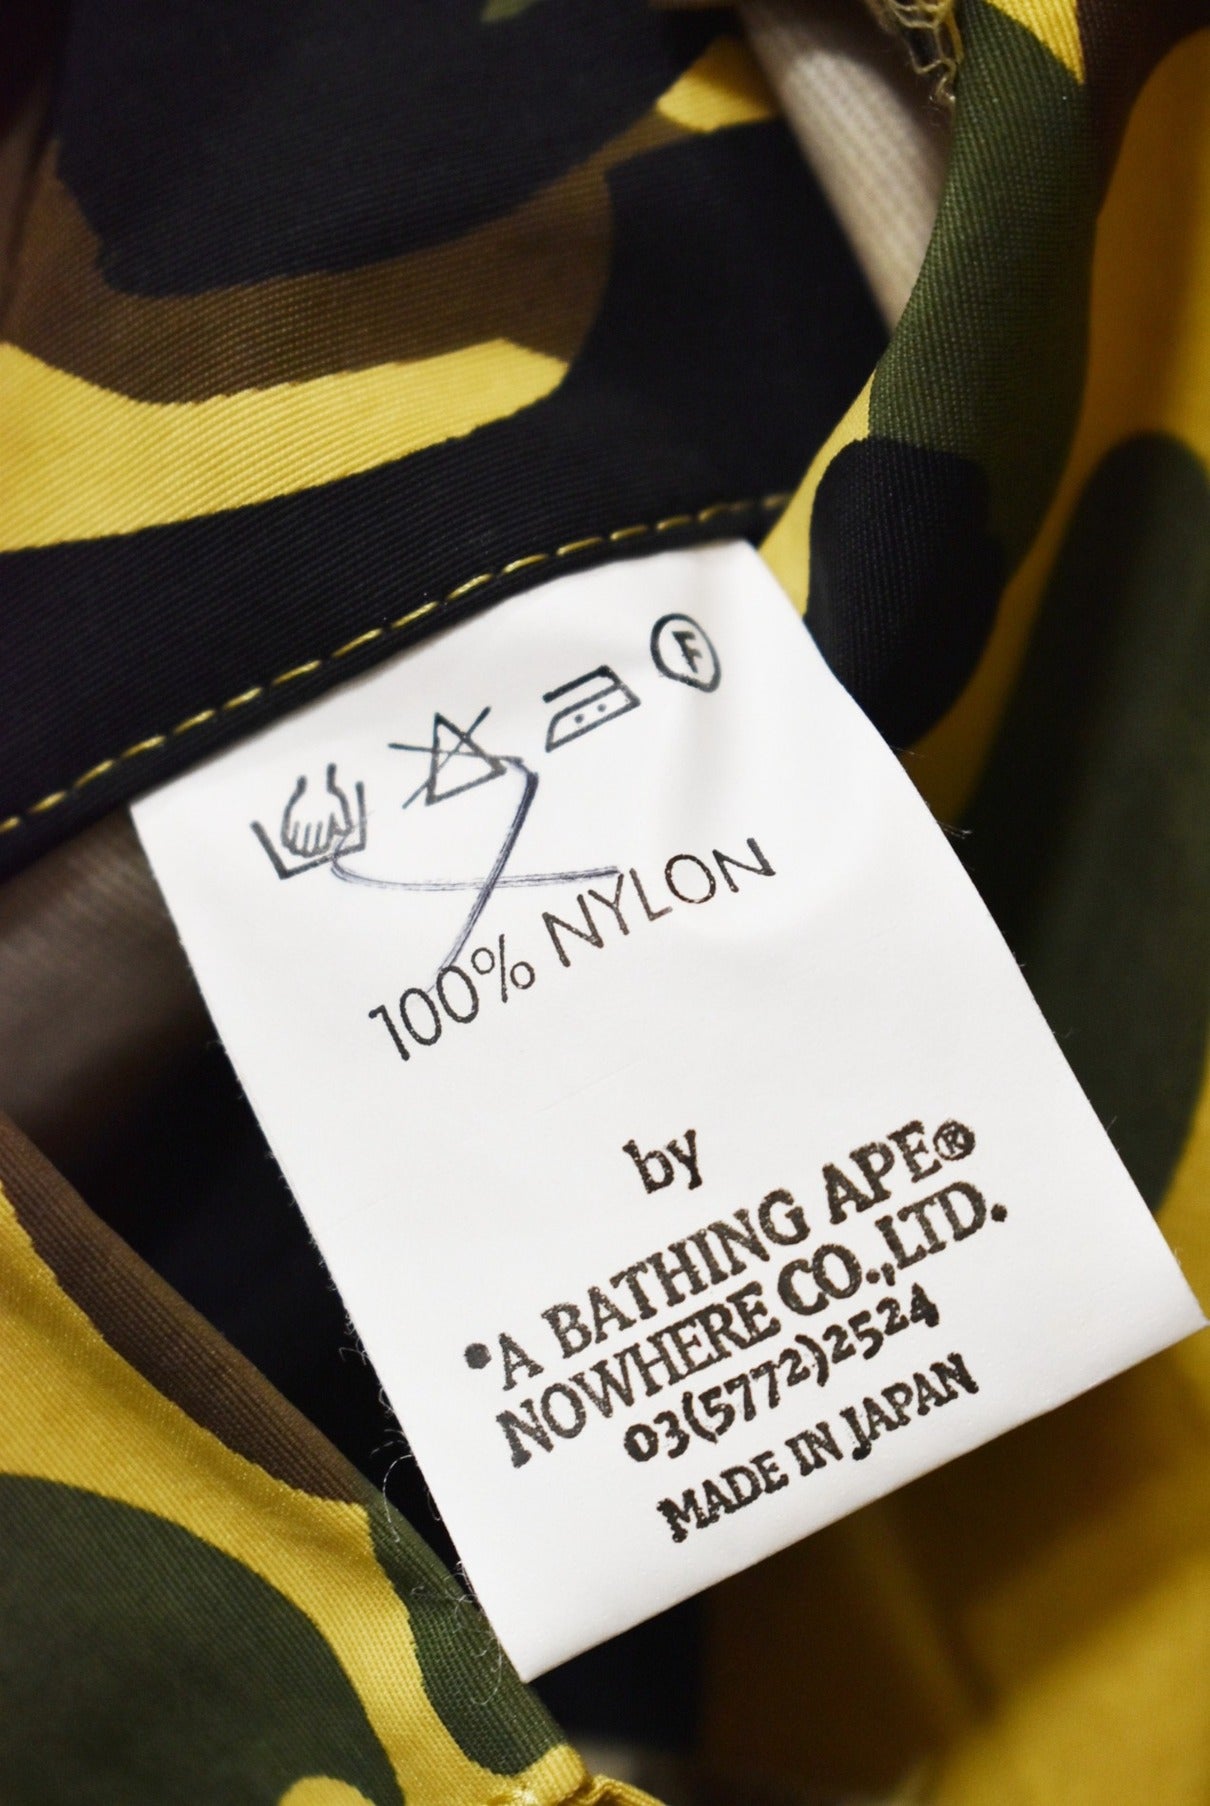 F
100% NYLON
by
•A BATHING APE®
NOWHERE CO.,LTD.
03(5772)2524
MADE IN JAPAN